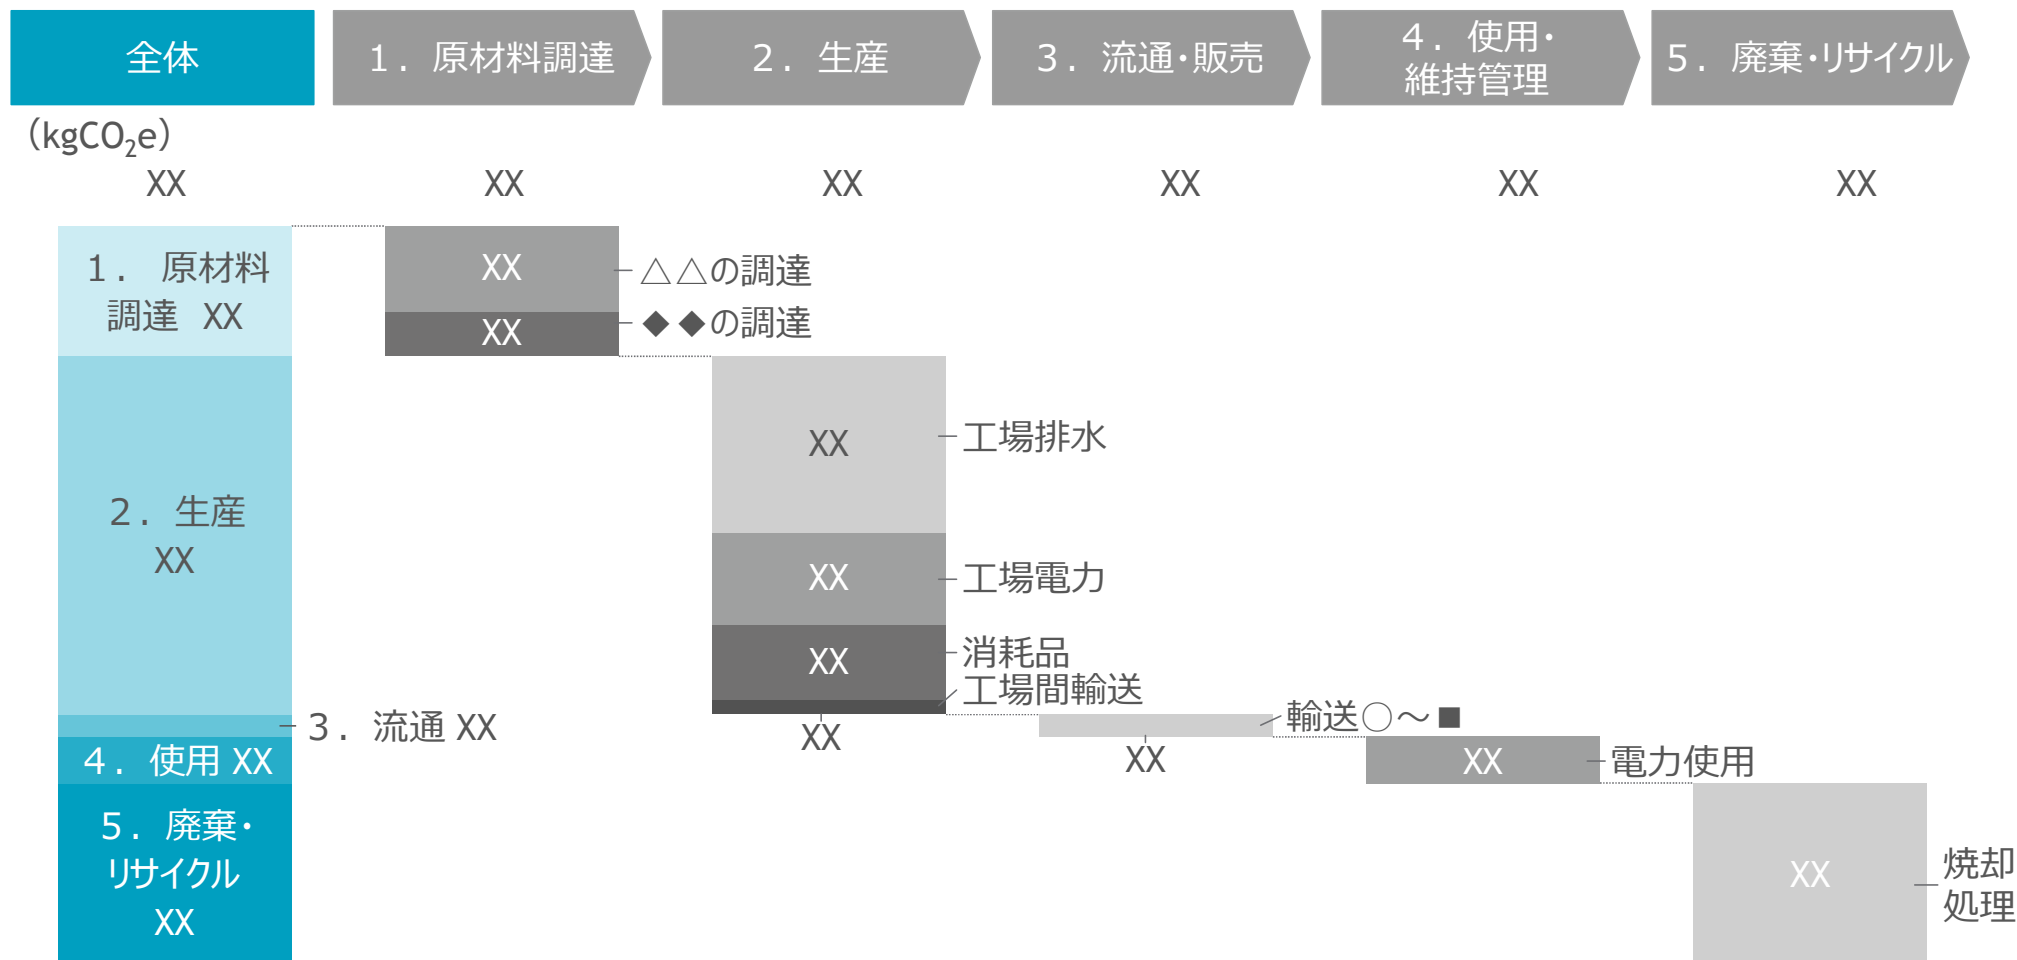 全体
1. 原材料調達
2. 生産
3. 流通・販売
4. 使用・
維持管理
5. 廃棄・リサイクル
（kgCO₂e）
XX
XX
XX
XX
XX
XX
1. 原材料
調達 XX
XX
△△の調達
XX
◆◆の調達
2. 生産
XX
XX
工場排水
XX
工場電力
XX
消耗品
工場間輸送
XX
3. 流通 XX
輸送○～■
XX
4. 使用 XX
XX
電力使用
5. 廃棄・
リサイクル
XX
XX
焼却
処理